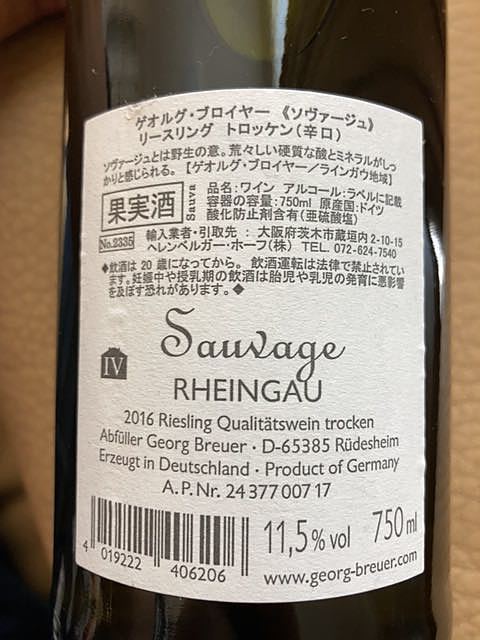 ゲオルグ・ブロイヤー 《ソヴァージュ》
リースリング トロッケン(辛口)
ソヴァージュとは野生の意。荒々しい硬質な酸とミネラルがしっ
かりと感じられる。【ゲオルグ・ブロイヤー/ラインガウ地域】
果実酒
Sauva
品名:ワイン アルコール:ラベルに記載
容器の容量:750ml 原産国:ドイツ
酸化防止剤含有(亜硫酸塩)
No.2335
輸入業者・引取先 : 大阪府茨木市蔵垣内2-10-15
ヘレンベルガー・ホーフ(株) TEL. 072-624-7540
◆飲酒は 20 歳になってから。 飲酒運転は法律で禁止されてい
ます。妊娠中や授乳期の飲酒は胎児や乳児の発育に悪影響
を及ぼす恐れがあります。◆
Sauvage
IV
RHEINGAU
2016 Riesling Qualitätswein trocken
Abfüller Georg Breuer · D-65385 Rüdesheim
Erzeugt in Deutschland · Product of Germany
A.P.Nr. 24 377 007 17
11,5% vol 750 ml
4 019222 406206
www.georg-breuer.com